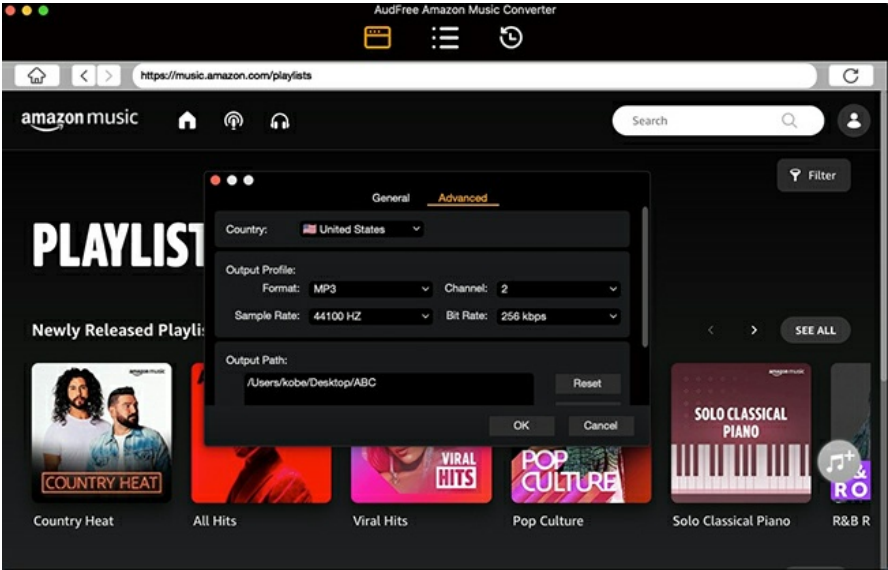 AudFree Amazon Music Converter
https://music.amazon.com/playlists
amazon music
Search
Filter
General Advanced
PLAYLIST
Country: United States
Output Profile:
Format: MP3 Channel: 2
Sample Rate: 44100 HZ Bit Rate: 256 kbps
Newly Released Playli
SEE ALL
Output Path:
/Users/kobe/Desktop/ABC
Reset
OK Cancel
amazon music
COUNTRY HEAT
VIRAL
HITS
POP
CULTURE
amazon music
SOLO CLASSICAL
PIANO
&
RO
Country Heat All Hits Viral Hits Pop Culture Solo Classical Piano R&B R